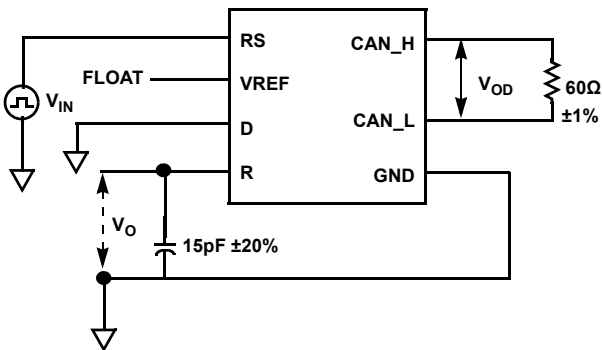 RS
CAN_H
FLOAT
VREF
V_IN
V_OD
60Ω
±1%
D
CAN_L
R
GND
V_O
15pF ±20%